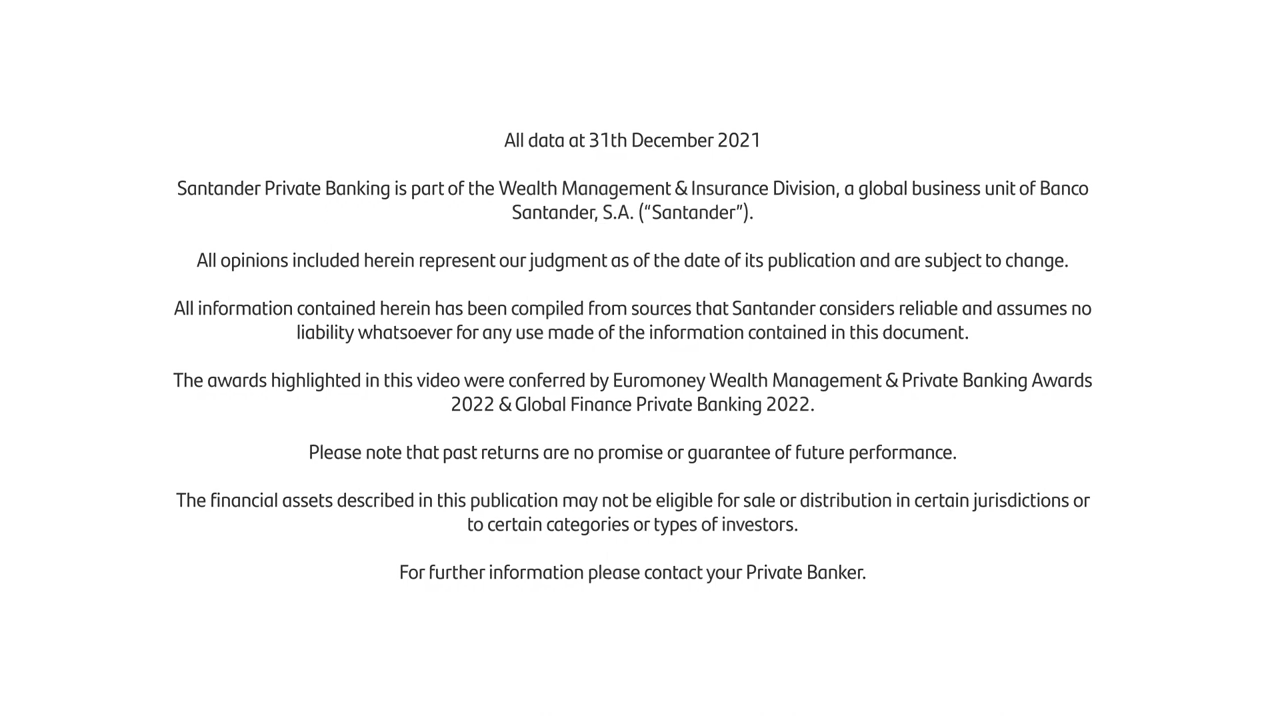 All data at 31th December 2021
Santander Private Banking is part of the Wealth Management & Insurance Division, a global business unit of Banco
Santander, S.A. (“Santander”).
All opinions included herein represent our judgment as of the date of its publication and are subject to change.
All information contained herein has been compiled from sources that Santander considers reliable and assumes no
liability whatsoever for any use made of the information contained in this document.
The awards highlighted in this video were conferred by Euromoney Wealth Management & Private Banking Awards
2022 & Global Finance Private Banking 2022.
Please note that past returns are no promise or guarantee of future performance.
The financial assets described in this publication may not be eligible for sale or distribution in certain jurisdictions or
to certain categories or types of investors.
For further information please contact your Private Banker.